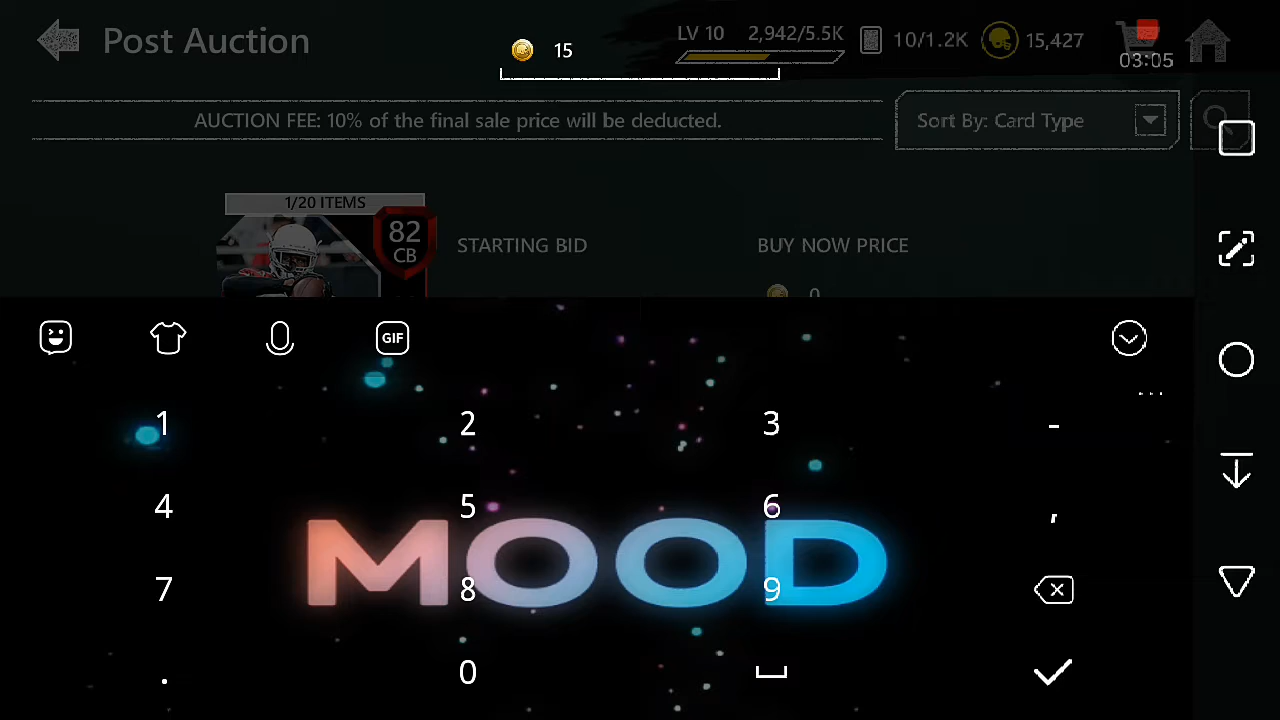 Post Auction
15
LV 10 2,942/5.5K
10/1.2K
15,427
03:05
AUCTION FEE: 10% of the final sale price will be deducted.
Sort By: Card Type
1/20 ITEMS
82
CB
STARTING BID
BUY NOW PRICE
0
GIF
1 2 3 -
4 5 6 ,
MOOD
7 8 9
. 0